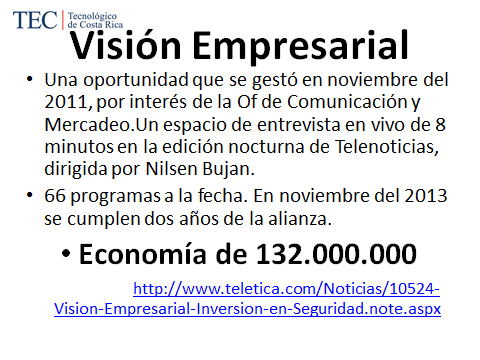 TEC | Tecnológico
de Costa Rica
Visión Empresarial
• Una oportunidad que se gestó en noviembre del
2011, por interés de la Of de Comunicación y
Mercadeo.Un espacio de entrevista en vivo de 8
minutos en la edición nocturna de Telenoticias,
dirigida por Nilsen Bujan.
• 66 programas a la fecha. En noviembre del 2013
se cumplen dos años de la alianza.
• Economía de 132.000.000
http://www.teletica.com/Noticias/10524-
Vision-Empresarial-Inversion-en-Seguridad.note.aspx